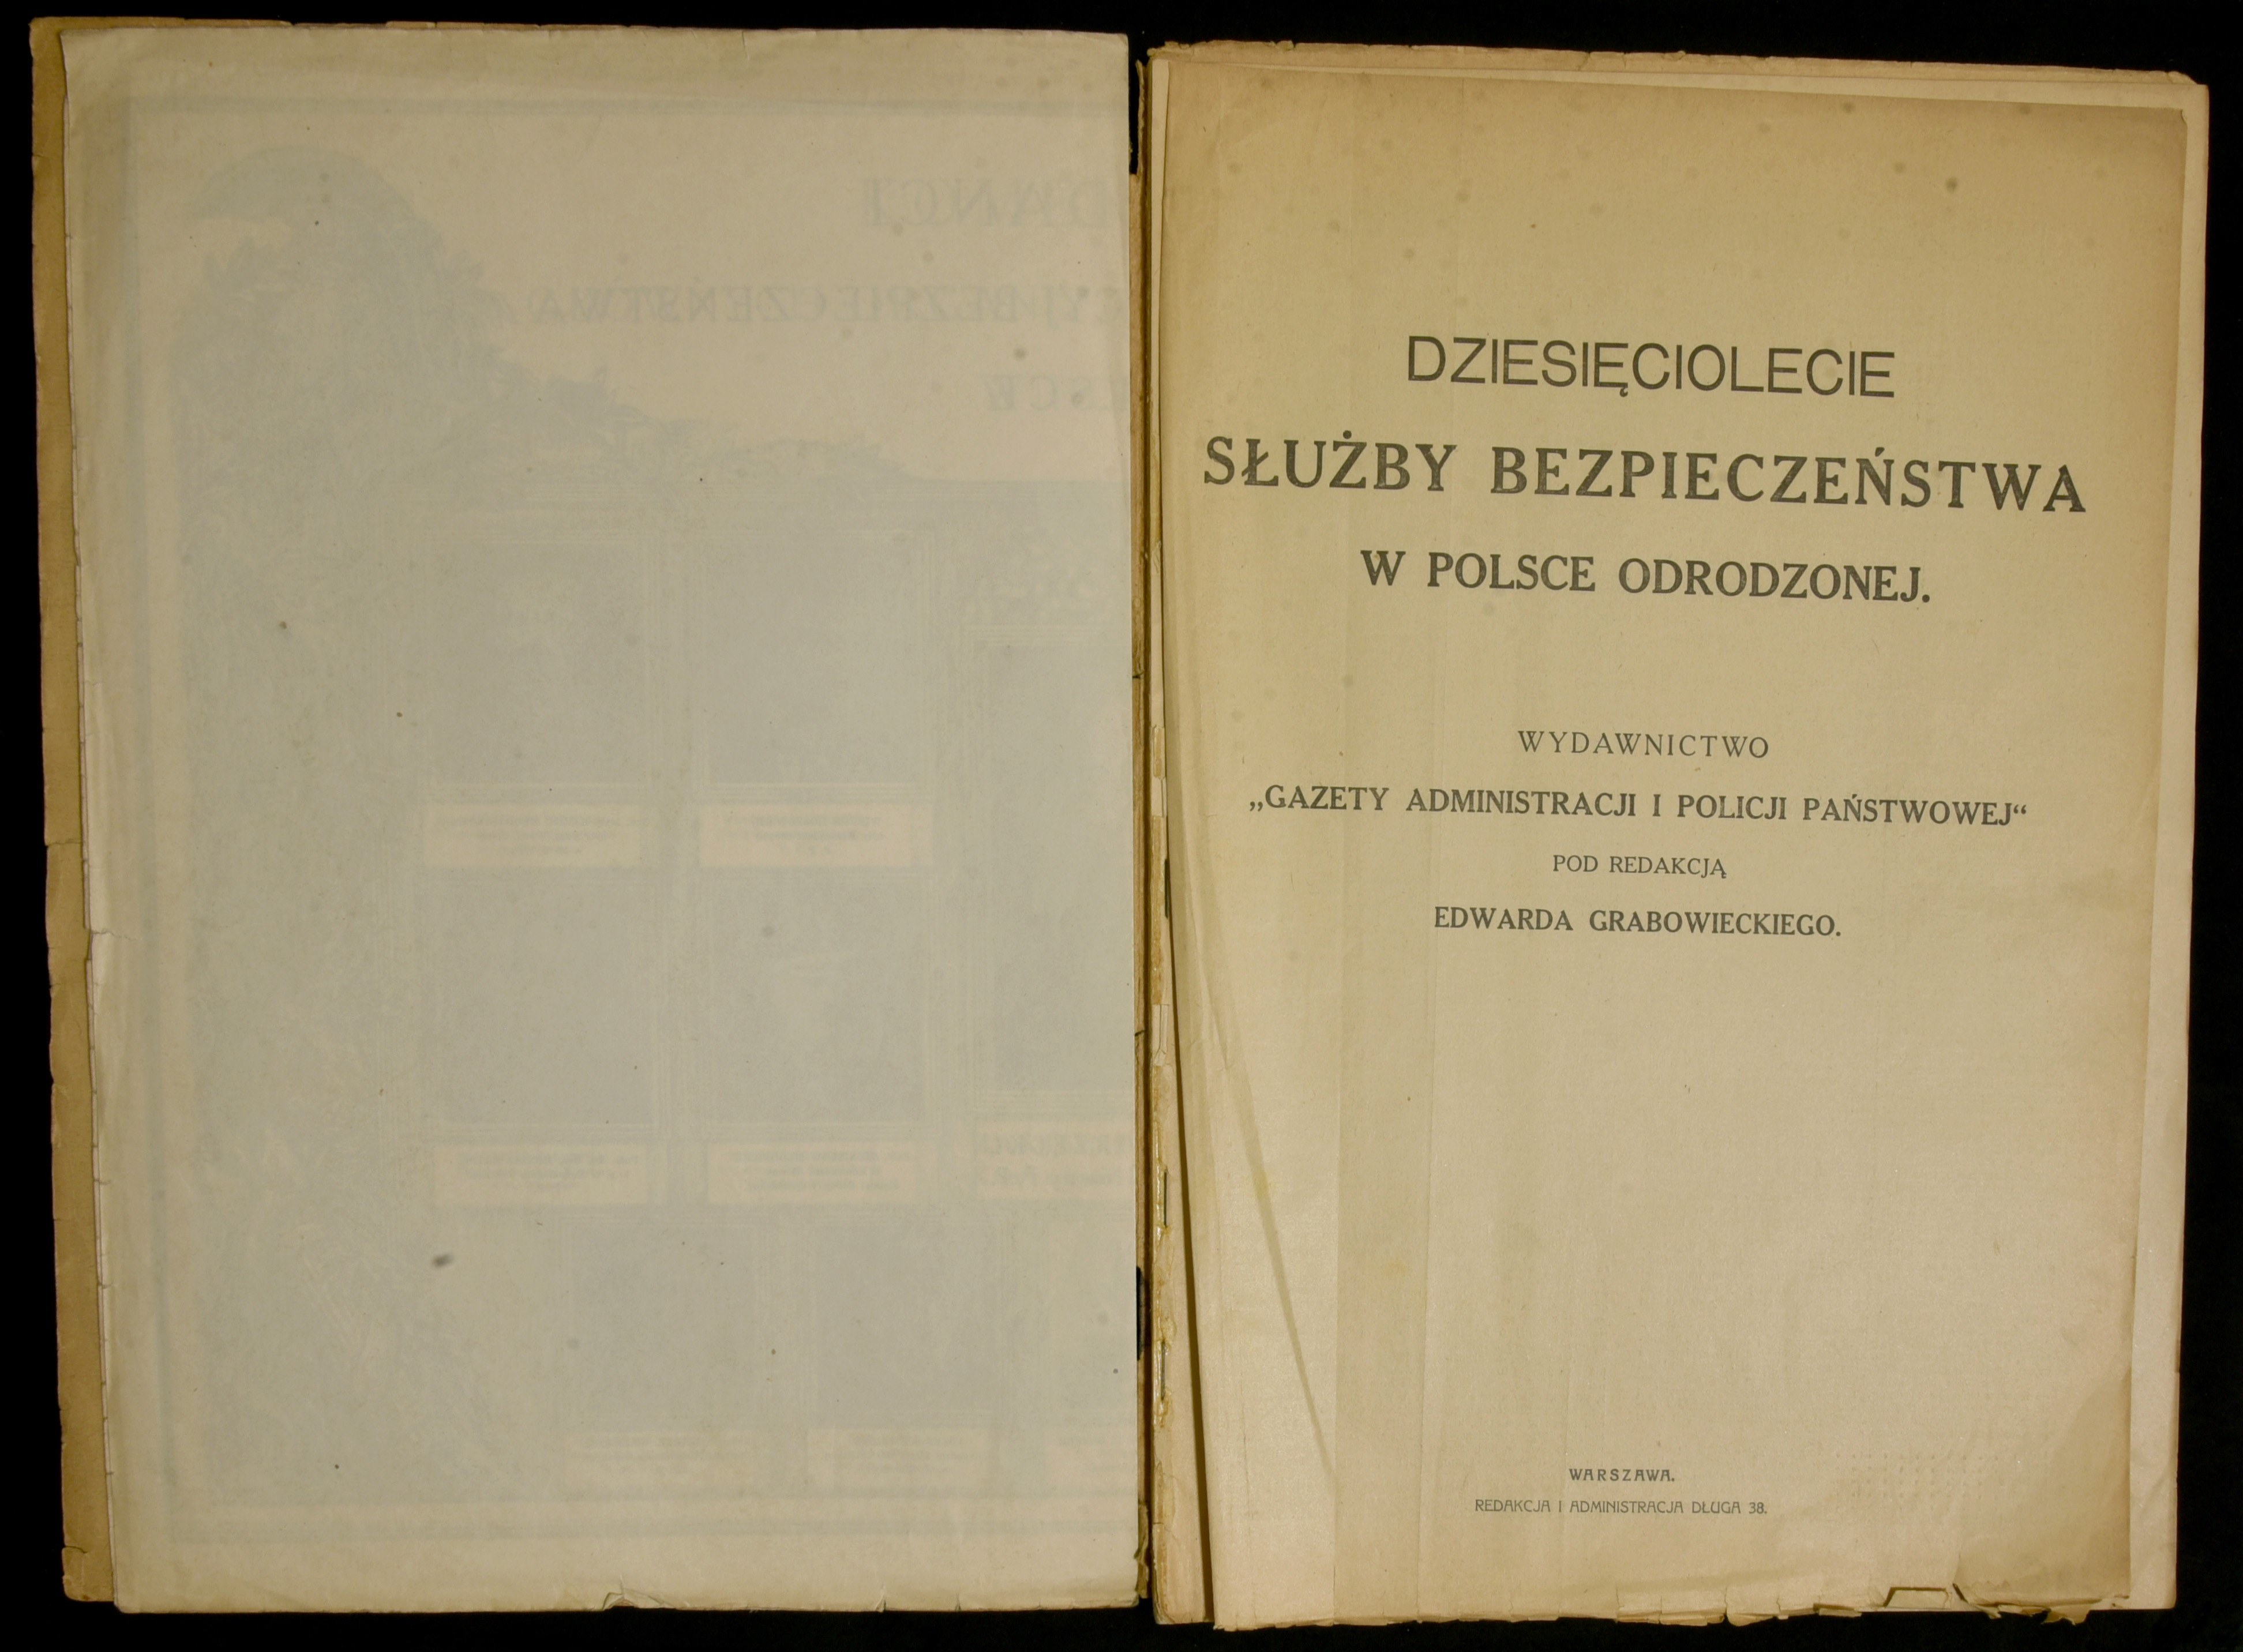 DZIESIĘCIOLECIE
SŁUŻBY BEZPIECZEŃSTWA
W POLSCE ODRODZONEJ.
WYDAWNICTWO
„GAZETY ADMINISTRACJI I POLICJI PAŃSTWOWEJ“
POD REDAKCJĄ
EDWARDA GRABOWIECKIEGO.
WARSZAWA.
REDAKCJA I ADMINISTRACJA DŁUGA 38.